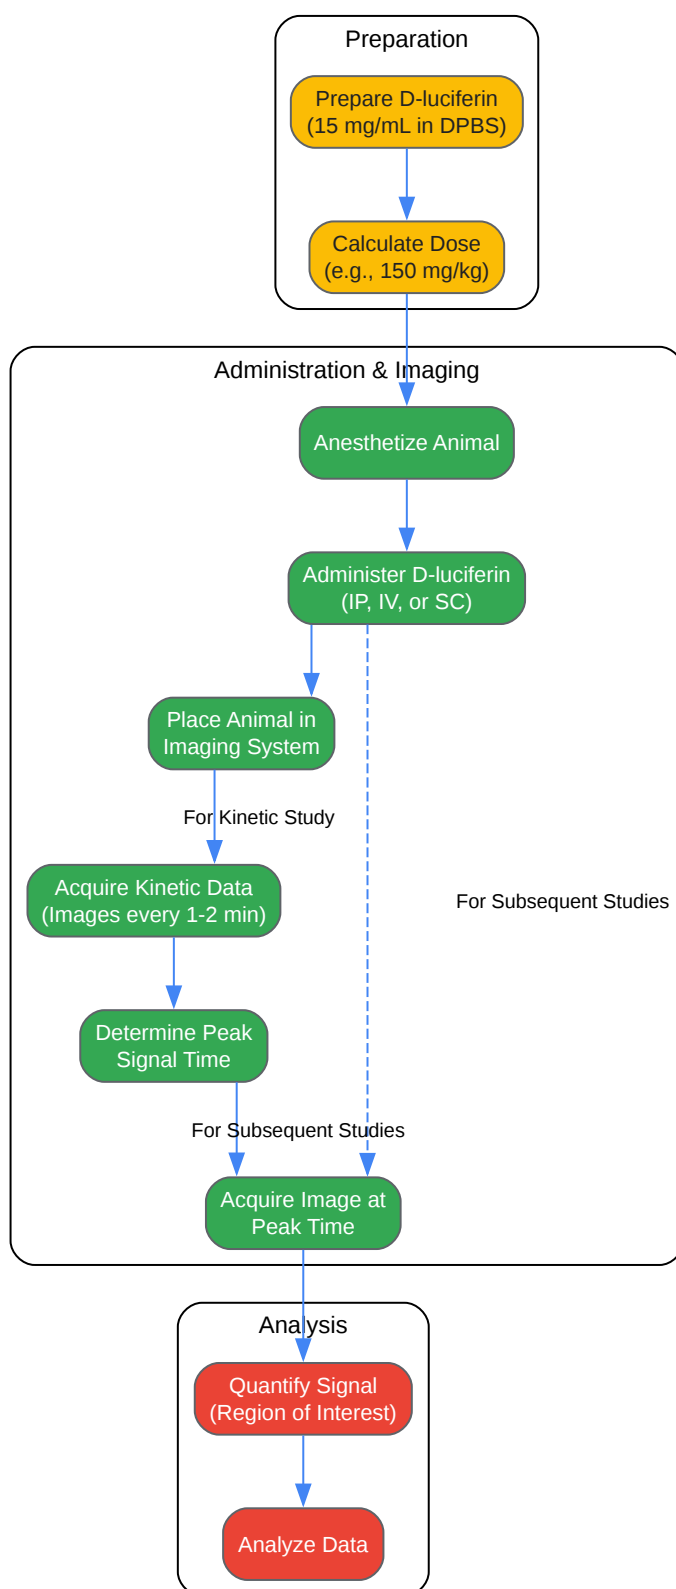 Preparation
Prepare D-luciferin
(15 mg/mL in DPBS)
Calculate Dose
(e.g., 150 mg/kg)
Administration & Imaging
Anesthetize Animal
Administer D-luciferin
(IP, IV, or SC)
Place Animal in
Imaging System
For Kinetic Study
Acquire Kinetic Data
(Images every 1-2 min)
For Subsequent Studies
Determine Peak
Signal Time
For Subsequent Studies
Acquire Image at
Peak Time
Analysis
Quantify Signal
(Region of Interest)
Analyze Data